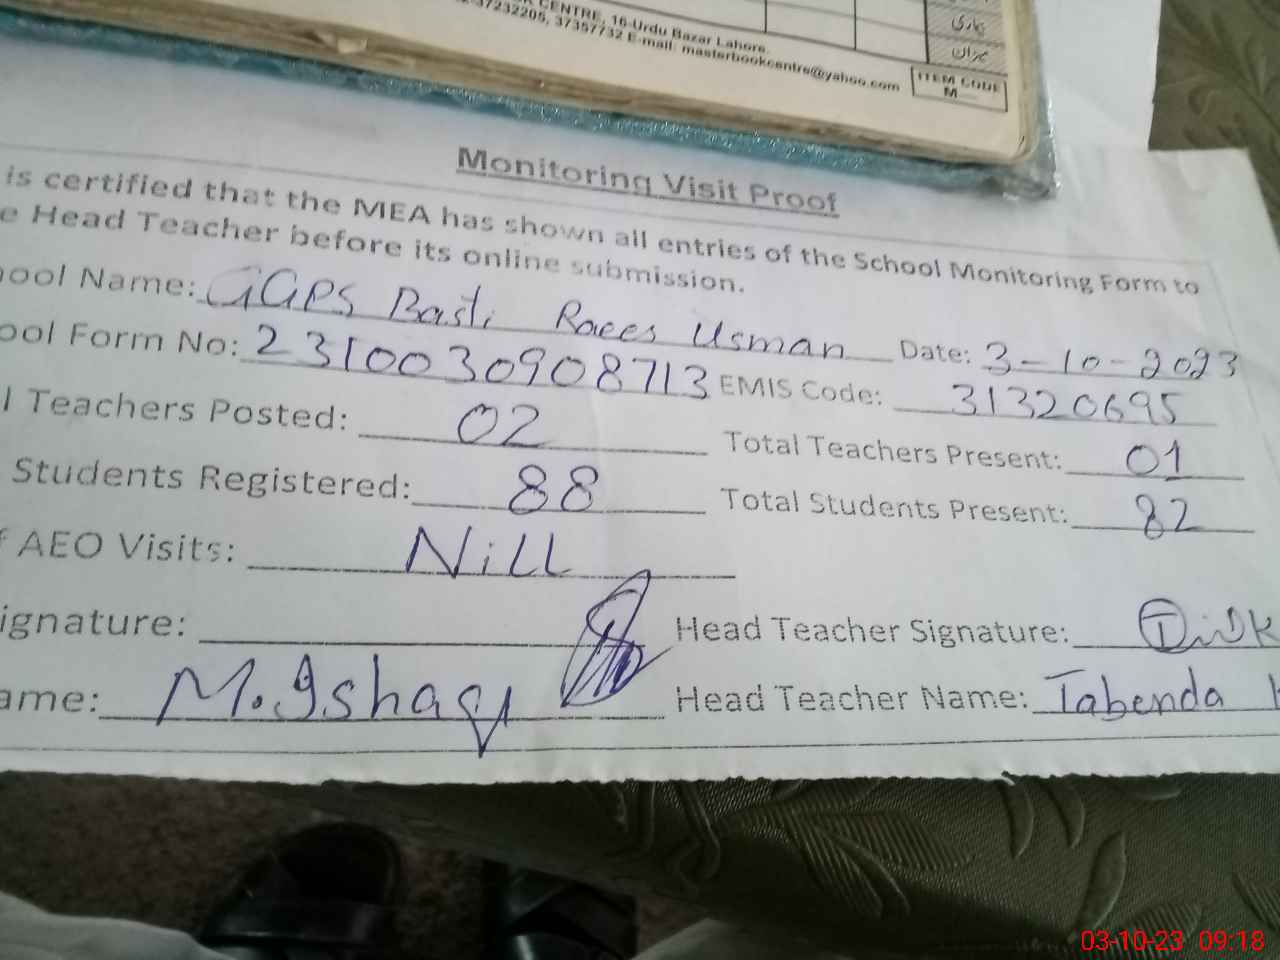 CENTRE, 16-Urdu Bazar Lahore.
37232205, 37357732 E-mail: masterbookcentre@yahoo.com
ITEM CODE
M
Monitoring Visit Proof
is certified that the MEA has shown all entries of the School Monitoring Form to
e Head Teacher before its online submission.
ool Name: GGPS Basti Raees Usman Date: 3-10-2023
ool Form No: 2310030908713 EMIS Code: 31320695
l Teachers Posted: 02 Total Teachers Present: 01
Students Registered: 88 Total Students Present: 82
f AEO Visits: Nill
ignature: Head Teacher Signature:
ame: M.Ishaq Head Teacher Name: Tabenda
03-10-23 09:18